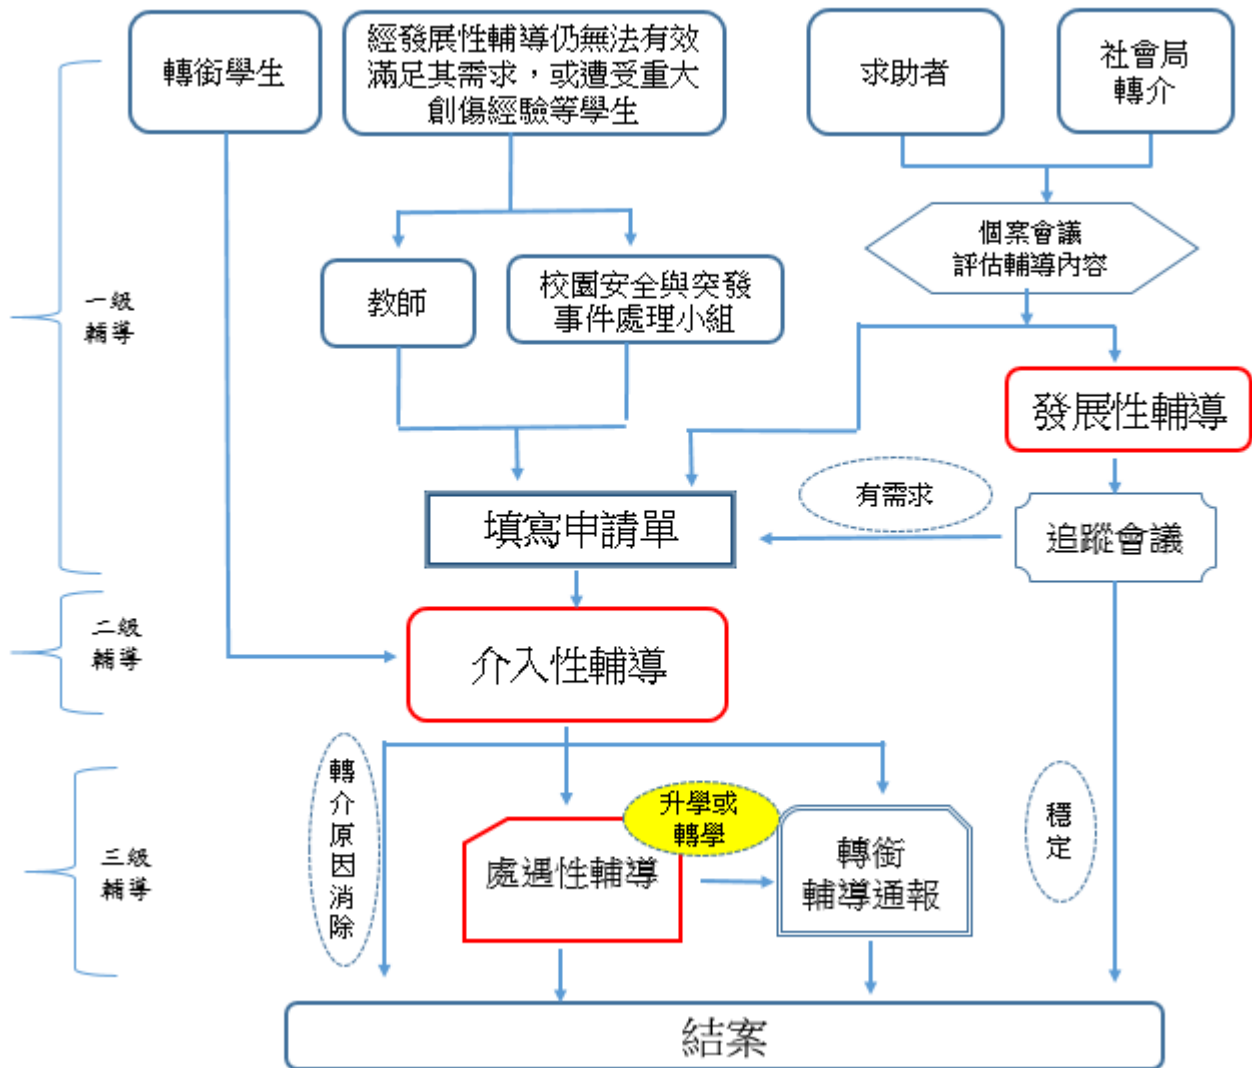 轉銜學生
經發展性輔導仍無法有效
滿足其需求，或遭受重大
創傷經驗等學生
求助者
社會局
轉介
個案會議
評估輔導內容
教師
校園安全與突發
事件處理小組
一級
輔導
發展性輔導
有需求
填寫申請單
追蹤會議
二級
輔導
介入性輔導
轉介原因消除
升學或
轉學
穩定
三級
輔導
處遇性輔導
轉銜
輔導通報
結案